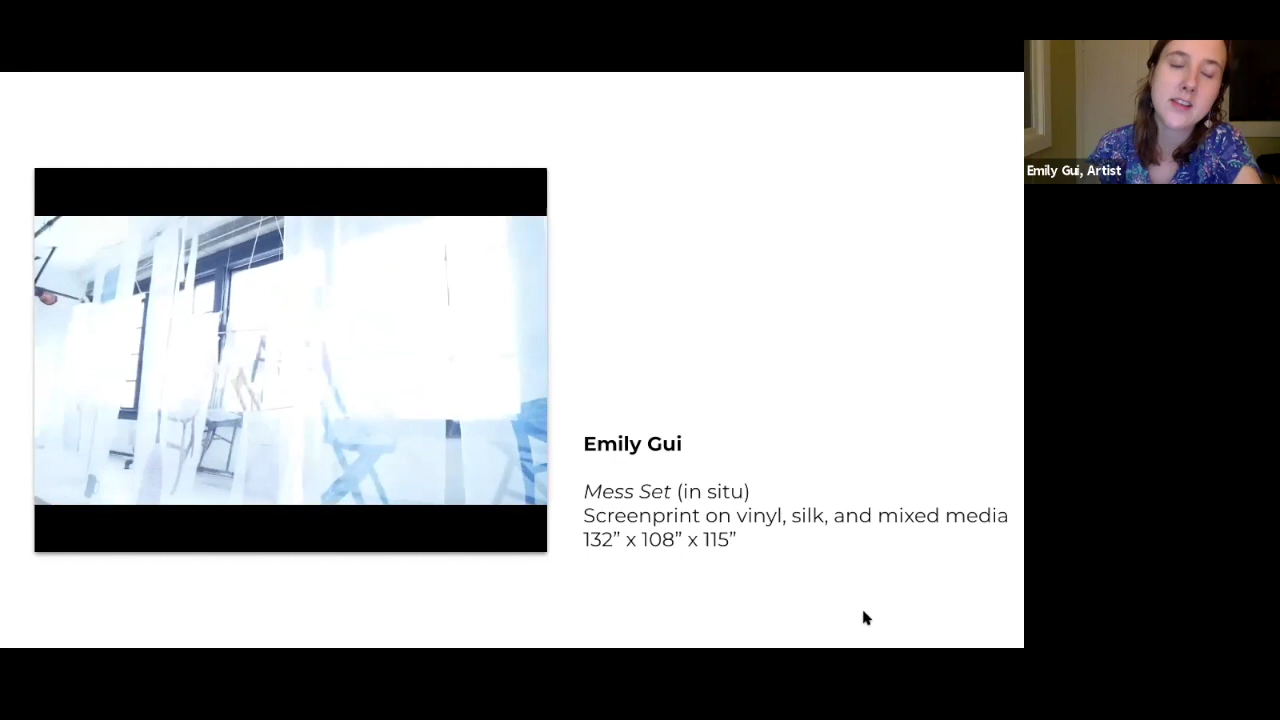 Emily Gui, Artist
Emily Gui
Mess Set (in situ)
Screenprint on vinyl, silk, and mixed media
132” x 108” x 115”